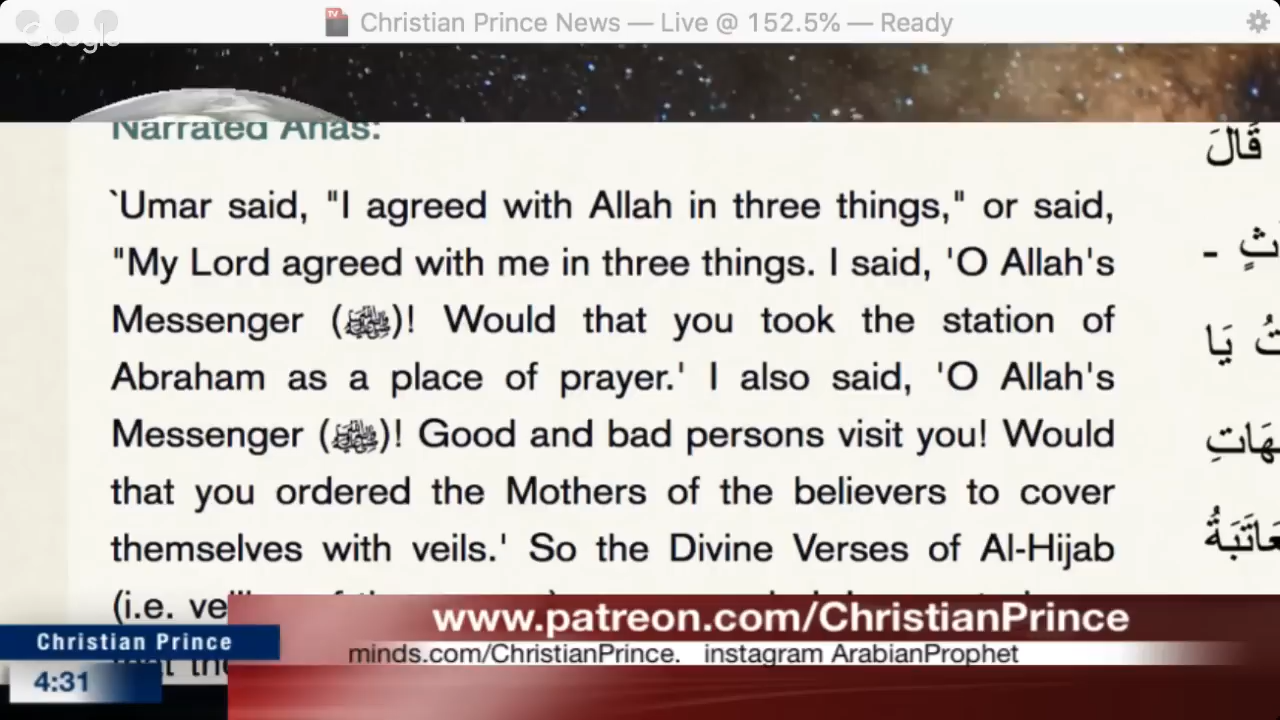 Christian Prince News — Live @ 152.5% — Ready
Google
Narrated Anas:
`Umar said, "I agreed with Allah in three things," or said,
"My Lord agreed with me in three things. I said, 'O Allah's
Messenger (ﷺ)! Would that you took the station of
Abraham as a place of prayer.' I also said, 'O Allah's
Messenger (ﷺ)! Good and bad persons visit you! Would
that you ordered the Mothers of the believers to cover
themselves with veils.' So the Divine Verses of Al-Hijab
(i.e.
قَالَ
يَا
www.patreon.com/ChristianPrince
Christian Prince
minds.com/ChristianPrince. instagram ArabianProphet
4:31